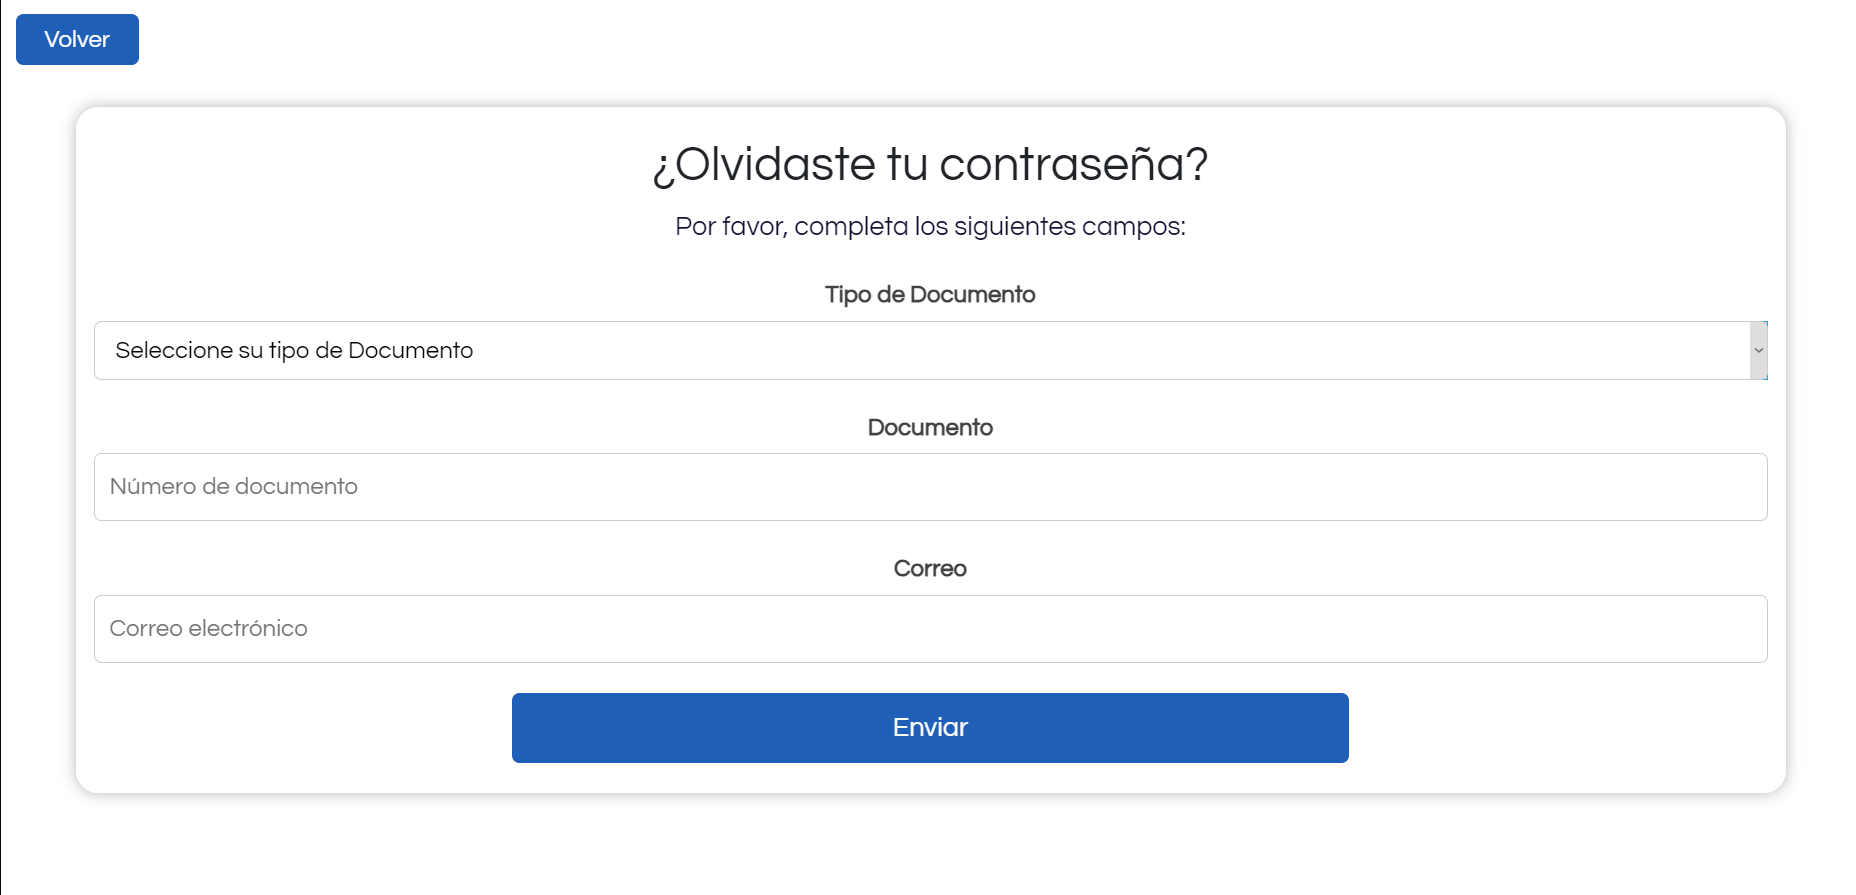 Volver
¿Olvidaste tu contraseña?
Por favor, completa los siguientes campos:
Tipo de Documento
Seleccione su tipo de Documento
Documento
Número de documento
Correo
Correo electrónico
Enviar